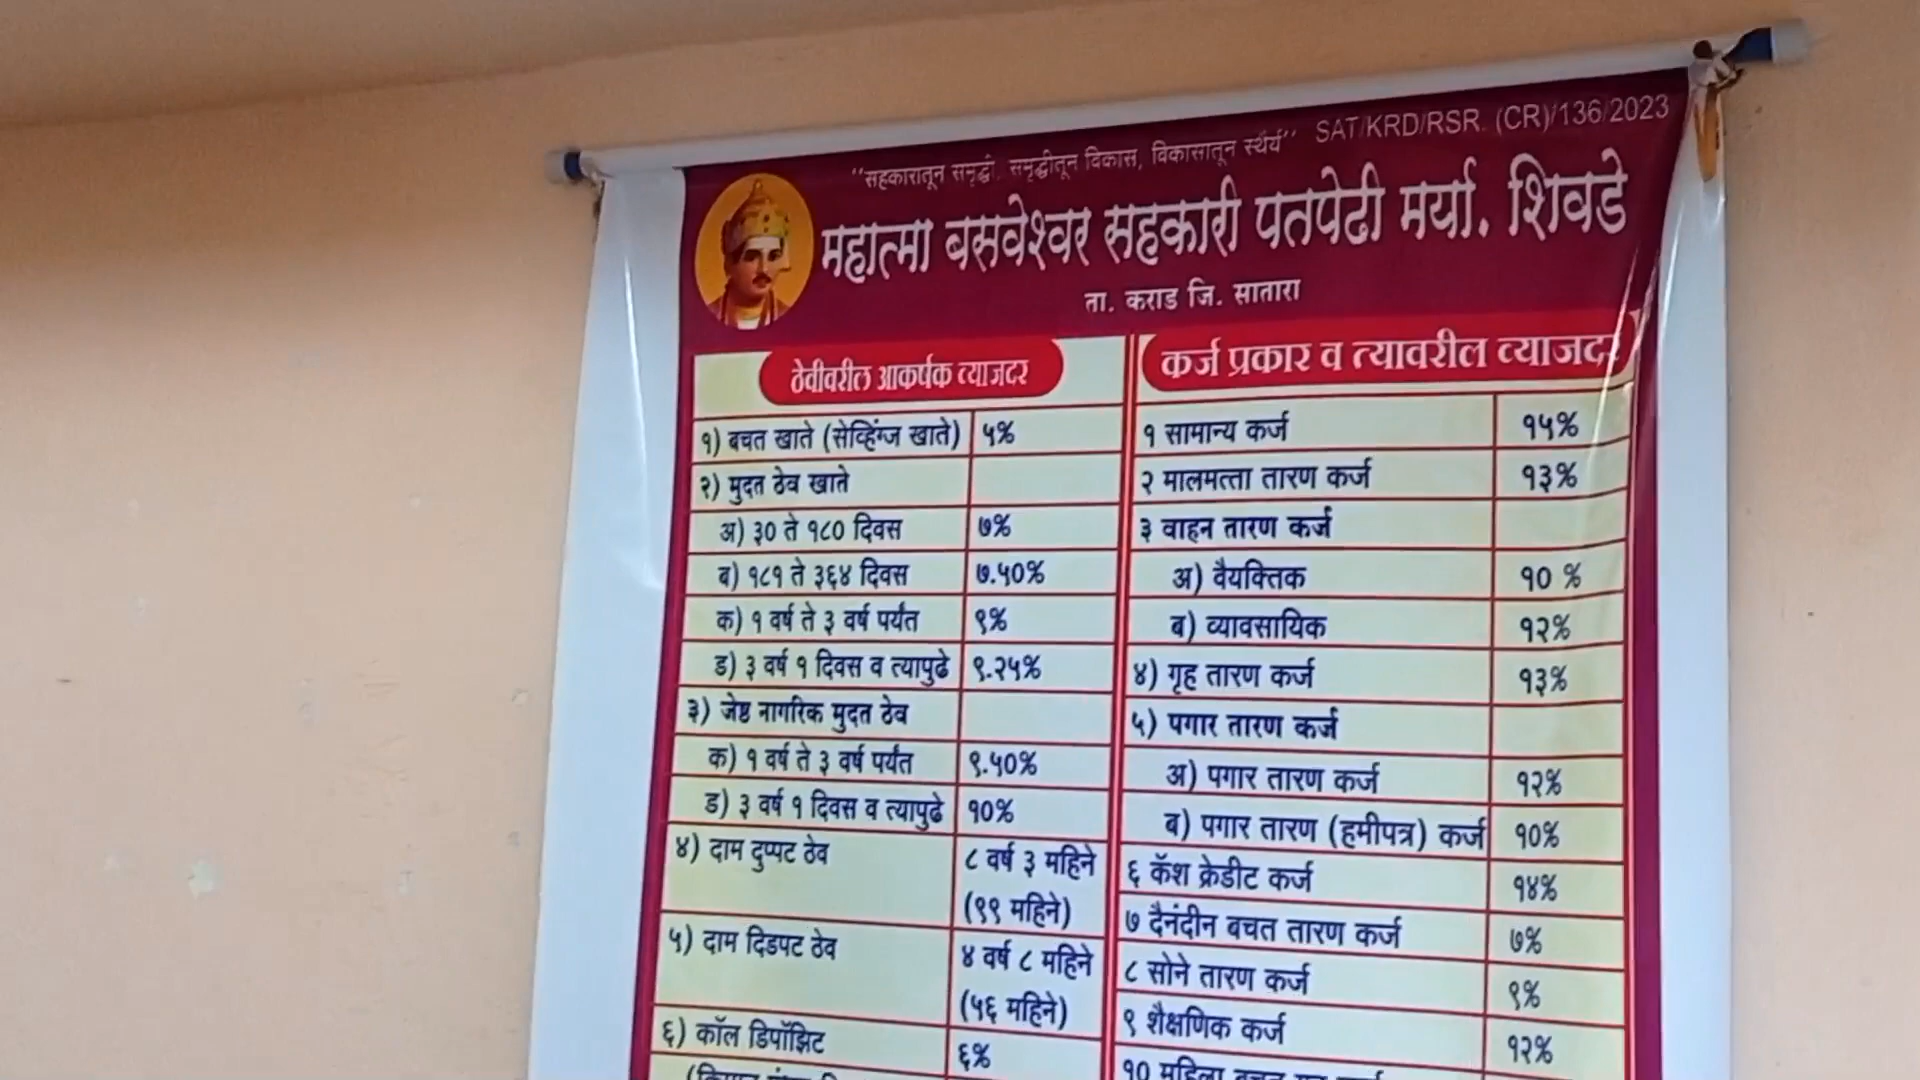 “सहकारातून समृद्धी, समृद्धीतून विकास, विकासातून स्थैर्य” SAT/KRD/RSR. (CR)/136/2023
महात्मा बसवेश्वर सहकारी पतपेढी मर्या. शिवडे
ता. कराड जि. सातारा
ठेवीवरील आकर्षक व्याजदर
१) बचत खाते (सेव्हिंग्ज खाते) ५%
२) मुदत ठेव खाते
अ) ३० ते १८० दिवस ७%
ब) १८१ ते ३६४ दिवस ७.५०%
क) १ वर्ष ते ३ वर्ष पर्यंत ९%
ड) ३ वर्ष १ दिवस व त्यापुढे ९.२५%
३) जेष्ठ नागरिक मुदत ठेव
क) १ वर्ष ते ३ वर्ष पर्यंत ९.५०%
ड) ३ वर्ष १ दिवस व त्यापुढे १०%
४) दाम दुप्पट ठेव ८ वर्ष ३ महिने
(९९ महिने)
५) दाम दिडपट ठेव ४ वर्ष ८ महिने
(५६ महिने)
६) कॉल डिपॉझिट ६%
कर्ज प्रकार व त्यावरील व्याजदर
१ सामान्य कर्ज १५%
२ मालमत्ता तारण कर्ज १३%
३ वाहन तारण कर्ज
अ) वैयक्तिक १० %
ब) व्यावसायिक १२%
४) गृह तारण कर्ज १३%
५) पगार तारण कर्ज
अ) पगार तारण कर्ज १२%
ब) पगार तारण (हमीपत्र) कर्ज १०%
६ कॅश क्रेडीट कर्ज १४%
७ दैनंदीन बचत तारण कर्ज ७%
८ सोने तारण कर्ज ९%
९ शैक्षणिक कर्ज १२%
१० महिला बचत